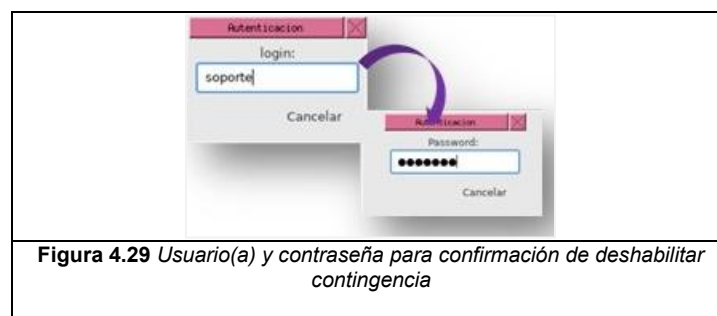 Autenticacion
login:
soporte
Cancelar
Autenticacion
Password:
●●●●●●●
Cancelar
Figura 4.29 Usuario(a) y contraseña para confirmación de deshabilitar
contingencia